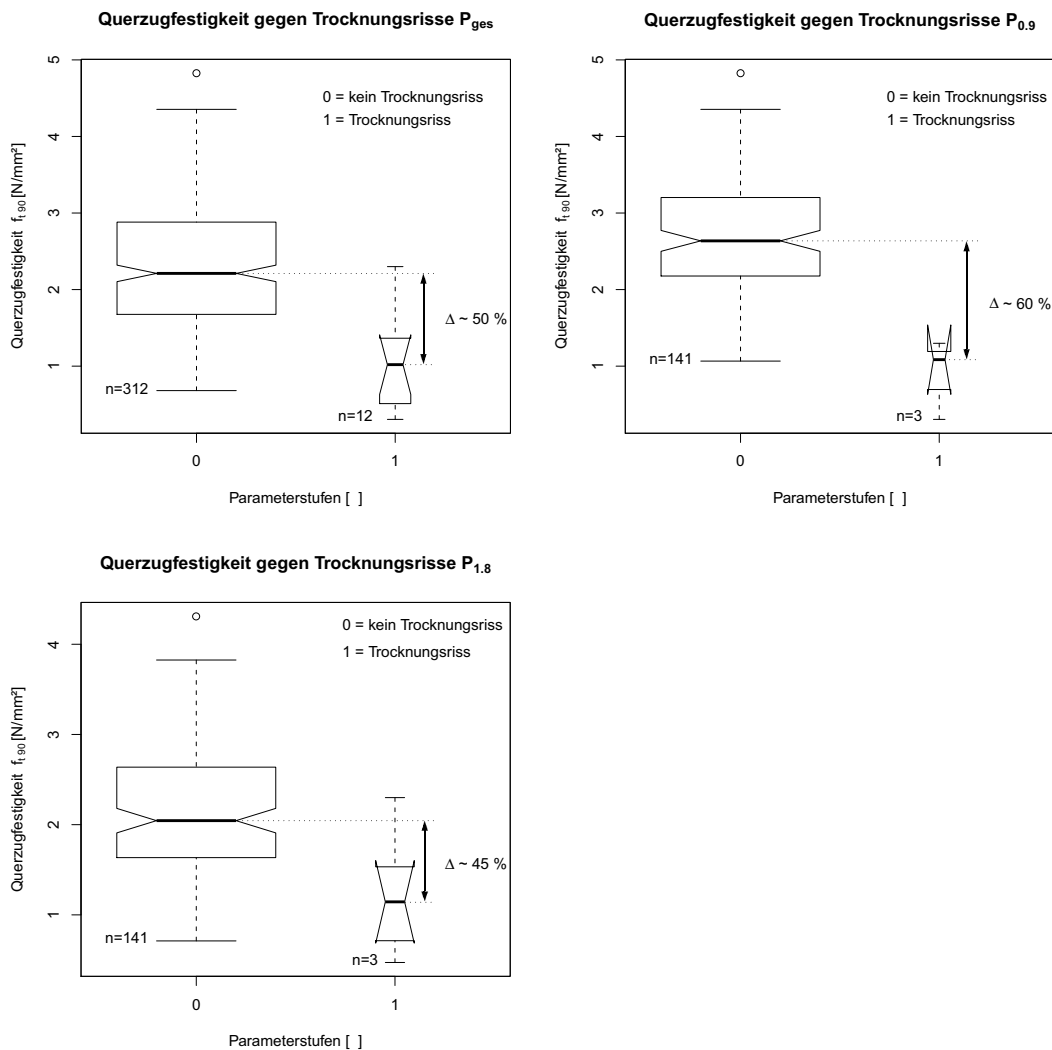 Querzugfestigkeit gegen Trocknungsrisse Pges
5
4
3
2
1
Querzugfestigkeit ft 90 [N/mm²]
0 = kein Trocknungsriss
1 = Trocknungsriss
Δ ~ 50 %
n=312
n=12
0
1
Parameterstufen [ ]
Querzugfestigkeit gegen Trocknungsrisse P0.9
5
4
3
2
1
Querzugfestigkeit ft 90 [N/mm²]
0 = kein Trocknungsriss
1 = Trocknungsriss
Δ ~ 60 %
n=141
n=3
0
1
Parameterstufen [ ]
Querzugfestigkeit gegen Trocknungsrisse P1.8
4
3
2
1
Querzugfestigkeit ft 90 [N/mm²]
0 = kein Trocknungsriss
1 = Trocknungsriss
Δ ~ 45 %
n=141
n=3
0
1
Parameterstufen [ ]